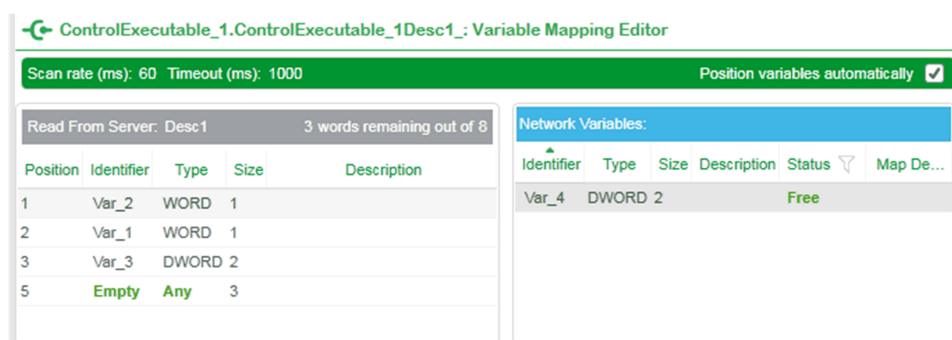 ControlExecutable_1.ControlExecutable_1Desc1_: Variable Mapping Editor
Scan rate (ms): 60 Timeout (ms): 1000 Position variables automatically
Read From Server: Desc1 3 words remaining out of 8
Position Identifier Type Size Description
1 Var_2 WORD 1
2 Var_1 WORD 1
3 Var_3 DWORD 2
5 Empty Any 3
Network Variables:
Identifier Type Size Description Status Map De...
Var_4 DWORD 2 Free